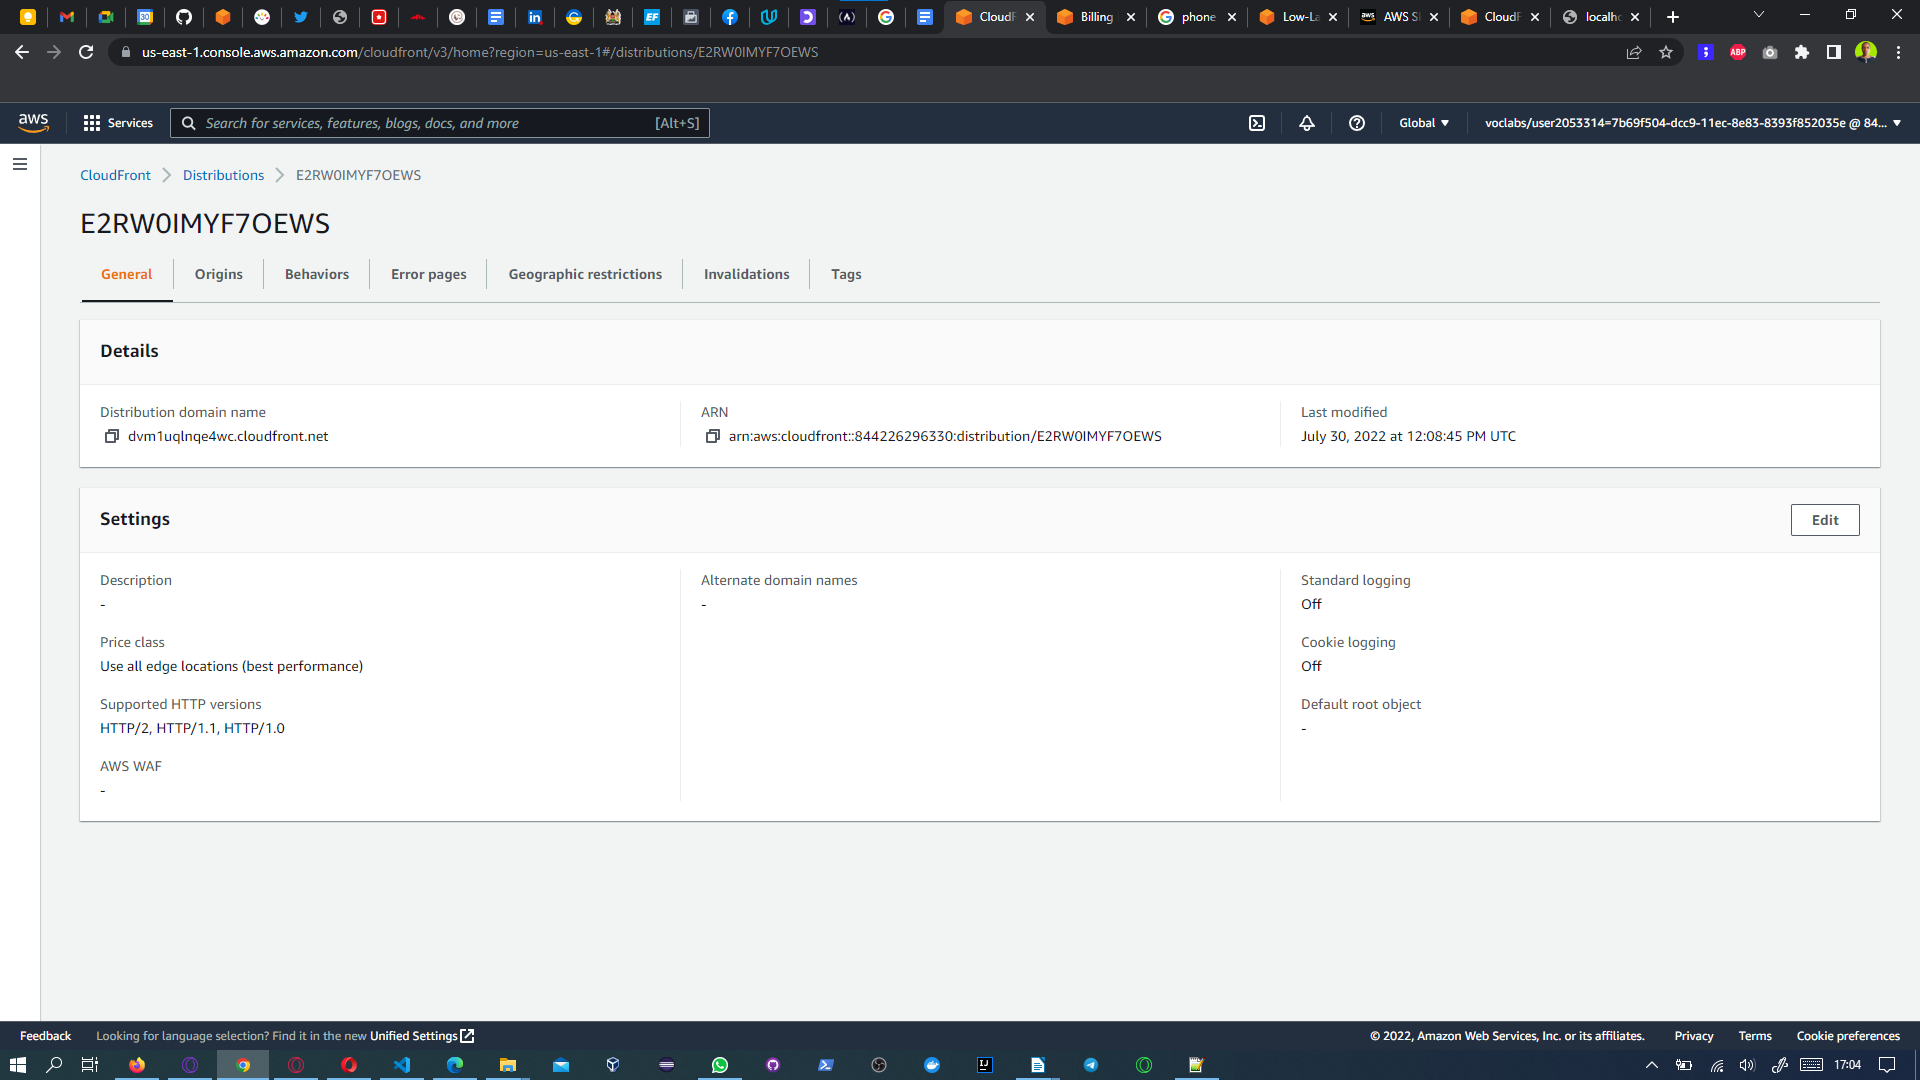 CloudF
Billing
phone
Low-La
AWS Si
CloudF
localhc
us-east-1.console.aws.amazon.com/cloudfront/v3/home?region=us-east-1#/distributions/E2RW0IMYF7OEWS
ABP
aws
Services
Search for services, features, blogs, docs, and more
[Alt+S]
Global
voclabs/user2053314=7b69f504-dcc9-11ec-8e83-8393f852035e @ 84...
CloudFront
Distributions
E2RW0IMYF7OEWS
E2RW0IMYF7OEWS
General
Origins
Behaviors
Error pages
Geographic restrictions
Invalidations
Tags
Details
Distribution domain name
dvm1uqlnqe4wc.cloudfront.net
ARN
arn:aws:cloudfront::844226296330:distribution/E2RW0IMYF7OEWS
Last modified
July 30, 2022 at 12:08:45 PM UTC
Settings
Edit
Description
-
Price class
Use all edge locations (best performance)
Supported HTTP versions
HTTP/2, HTTP/1.1, HTTP/1.0
AWS WAF
-
Alternate domain names
-
Standard logging
Off
Cookie logging
Off
Default root object
-
Feedback
Looking for language selection? Find it in the new Unified Settings
© 2022, Amazon Web Services, Inc. or its affiliates.
Privacy
Terms
Cookie preferences
17:04